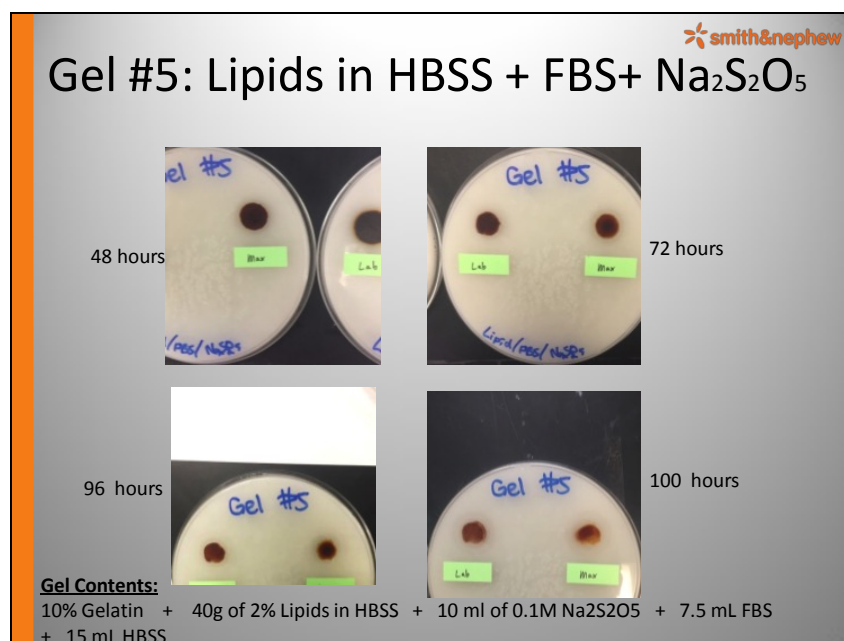 smith&nephew
Gel #5: Lipids in HBSS + FBS+ Na₂S₂O₅
el #5
Max
Lab
48 hours
Gel #5
Lab
Max
72 hours
Gel #5
96 hours
Gel #5
Lab
Max
100 hours
Gel Contents:
10% Gelatin + 40g of 2% Lipids in HBSS + 10 ml of 0.1M Na2S2O5 + 7.5 mL FBS
+ 15 mL HBSS